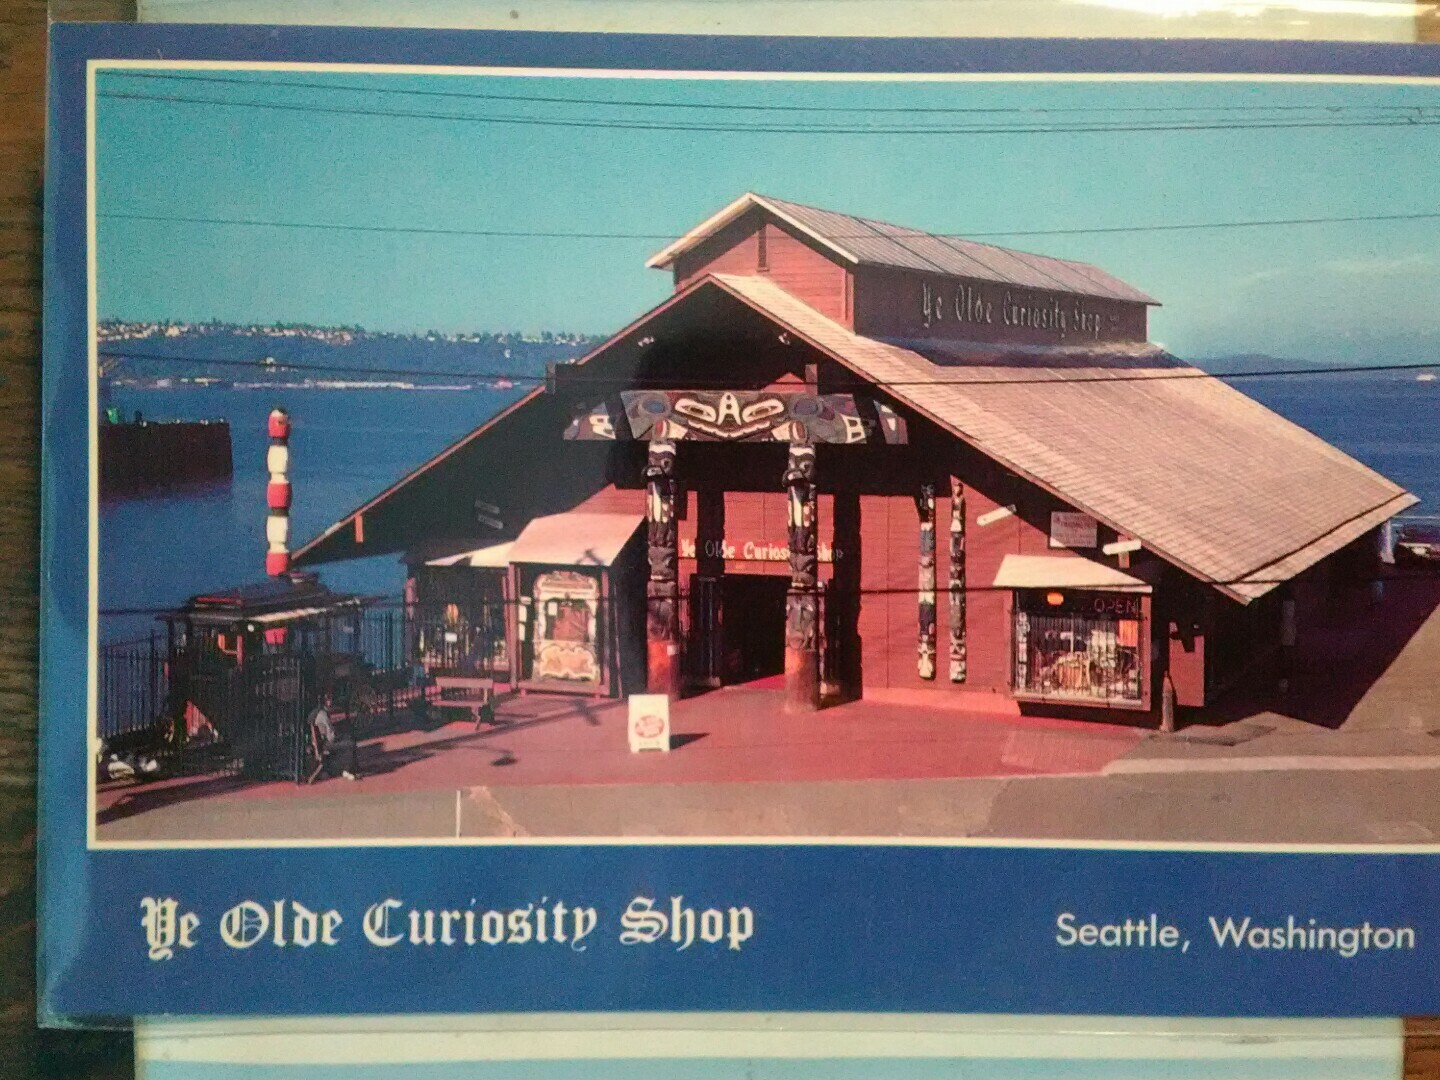 Ye Olde Curiosity Shop
Ye Olde Curiosity Shop
OPEN
Ye Olde Curiosity Shop
Seattle, Washington